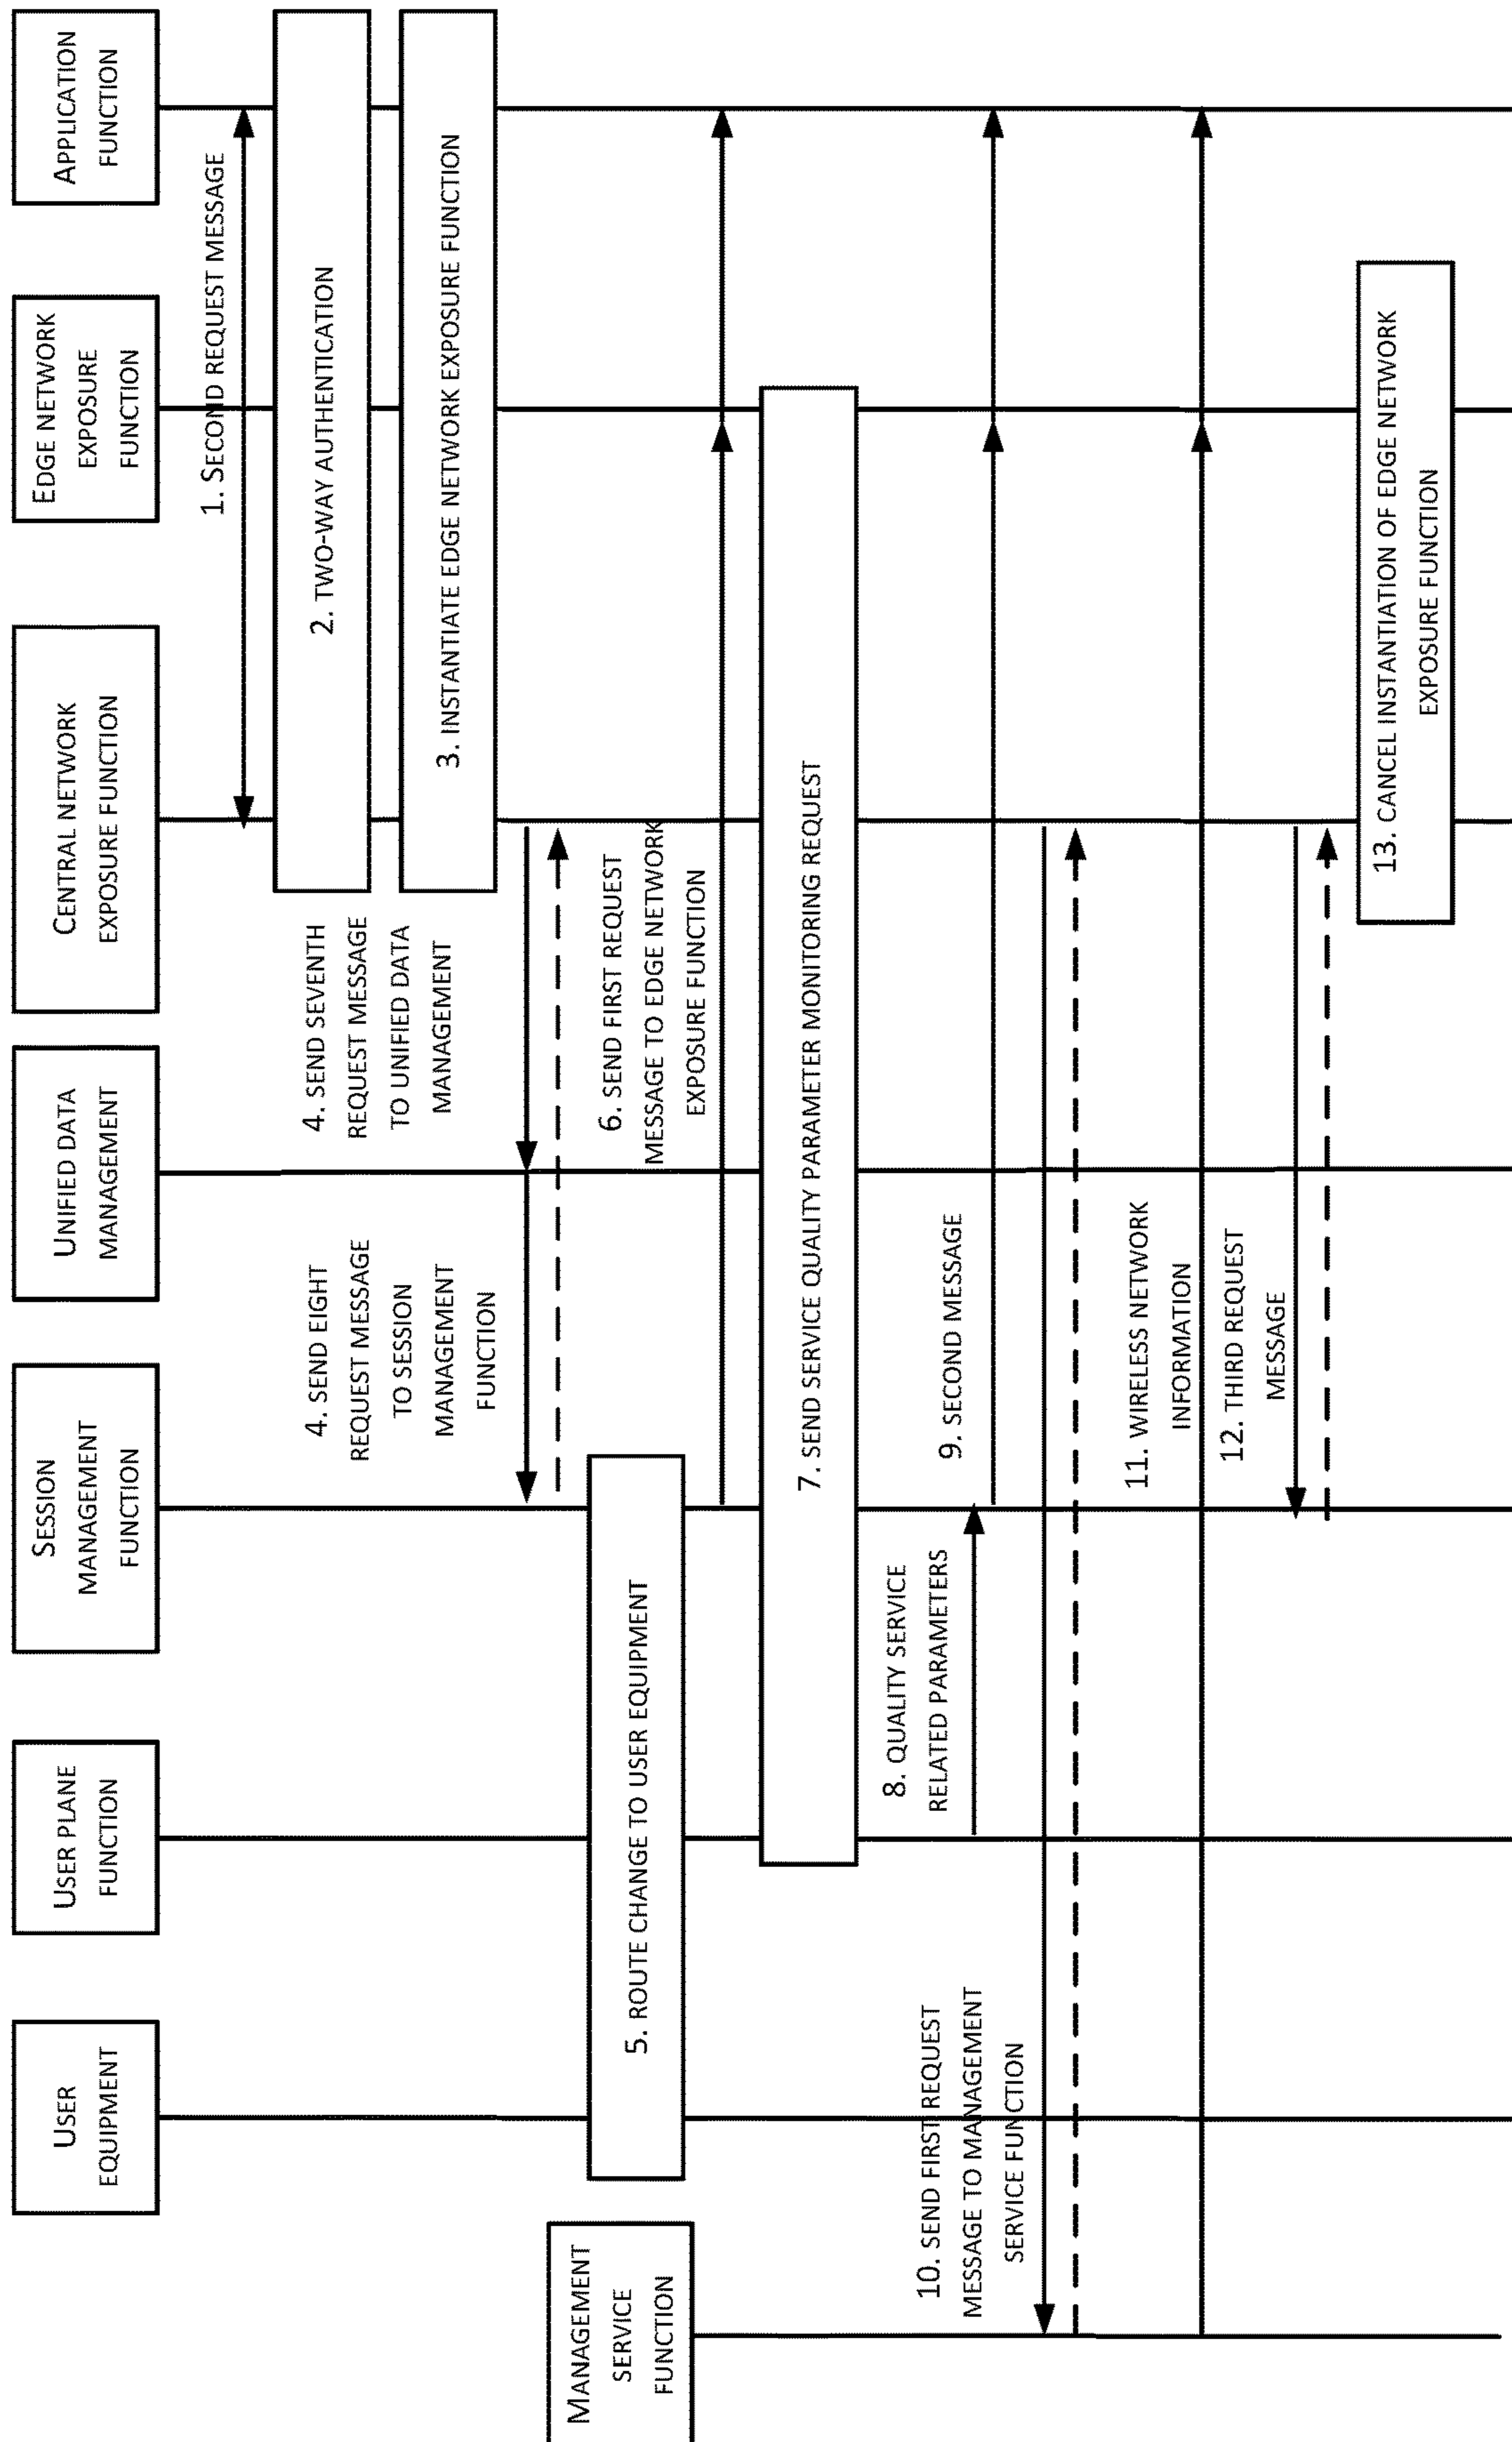 USER
EQUIPMENT
USER PLANE
FUNCTION
SESSION
MANAGEMENT
FUNCTION
UNIFIED DATA
MANAGEMENT
CENTRAL NETWORK
EXPOSURE FUNCTION
EDGE NETWORK
EXPOSURE
FUNCTION
APPLICATION
FUNCTION
1. SECOND REQUEST MESSAGE
2. TWO-WAY AUTHENTICATION
3. INSTANTIATE EDGE NETWORK EXPOSURE FUNCTION
4. SEND EIGHT
REQUEST MESSAGE
TO SESSION
MANAGEMENT
FUNCTION
4. SEND SEVENTH
REQUEST MESSAGE
TO UNIFIED DATA
MANAGEMENT
MANAGEMENT
SERVICE
FUNCTION
5. ROUTE CHANGE TO USER EQUIPMENT
6. SEND FIRST REQUEST
MESSAGE TO EDGE NETWORK
EXPOSURE FUNCTION
7. SEND SERVICE QUALITY PARAMETER MONITORING REQUEST
8. QUALITY SERVICE
RELATED PARAMETERS
9. SECOND MESSAGE
10. SEND FIRST REQUEST
MESSAGE TO MANAGEMENT
SERVICE FUNCTION
11. WIRELESS NETWORK
INFORMATION
12. THIRD REQUEST
MESSAGE
13. CANCEL INSTANTIATION OF EDGE NETWORK
EXPOSURE FUNCTION